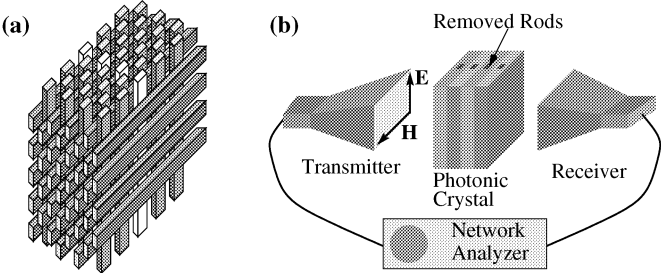 (a)
(b)
Removed Rods
E
H
Transmitter
Photonic
Crystal
Receiver
Network
Analyzer